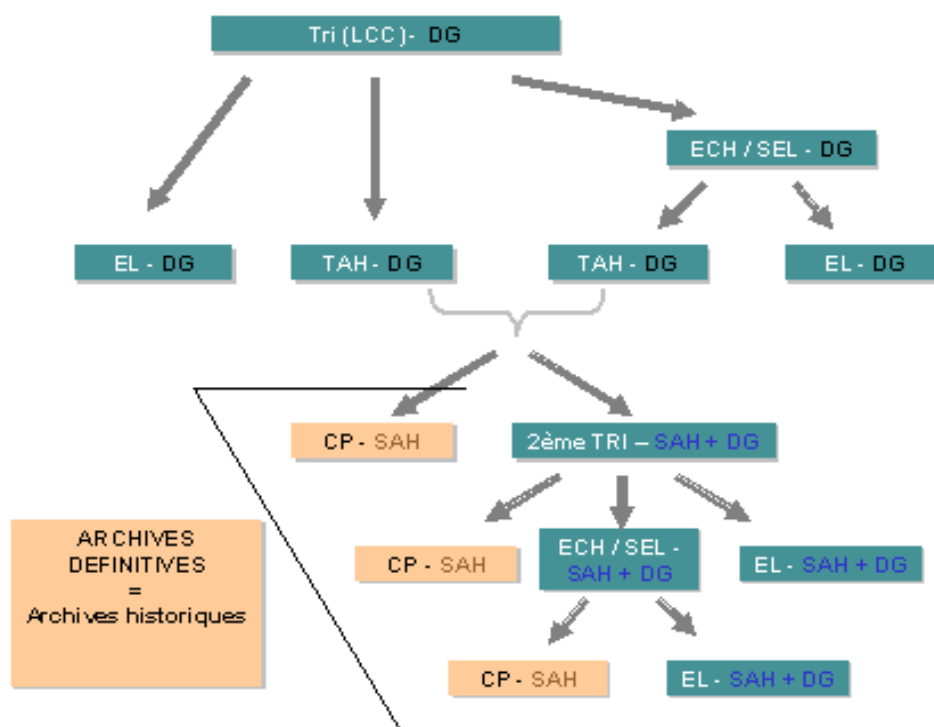 Tri (LCC)- DG
ECH / SEL - DG
EL - DG
TAH - DG
TAH - DG
EL - DG
CP - SAH
2ème TRI – SAH + DG
ARCHIVES
DEFINITIVES
=
Archives historiques
CP - SAH
ECH / SEL -
SAH + DG
EL - SAH + DG
CP - SAH
EL - SAH + DG